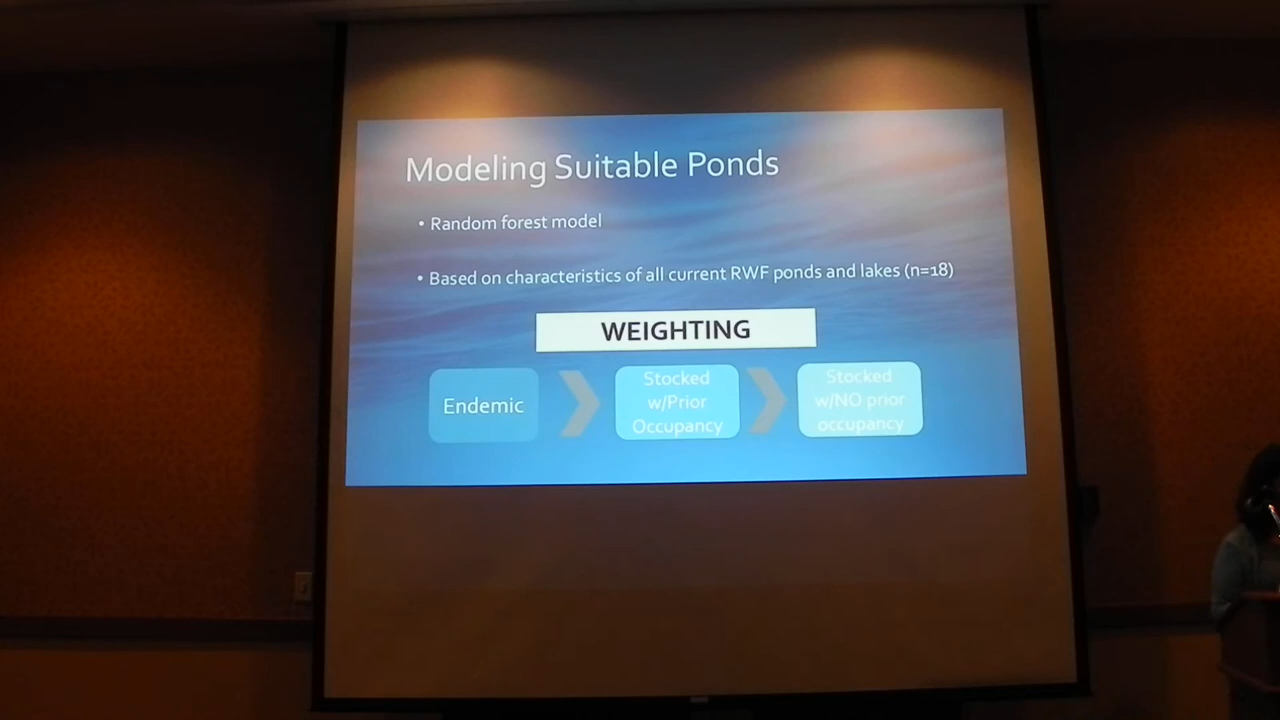 Modeling Suitable Ponds
• Random forest model
• Based on characteristics of all current RWF ponds and lakes (n=18)
WEIGHTING
Endemic
Stocked
w/Prior
Occupancy
Stocked
w/NO prior
occupancy